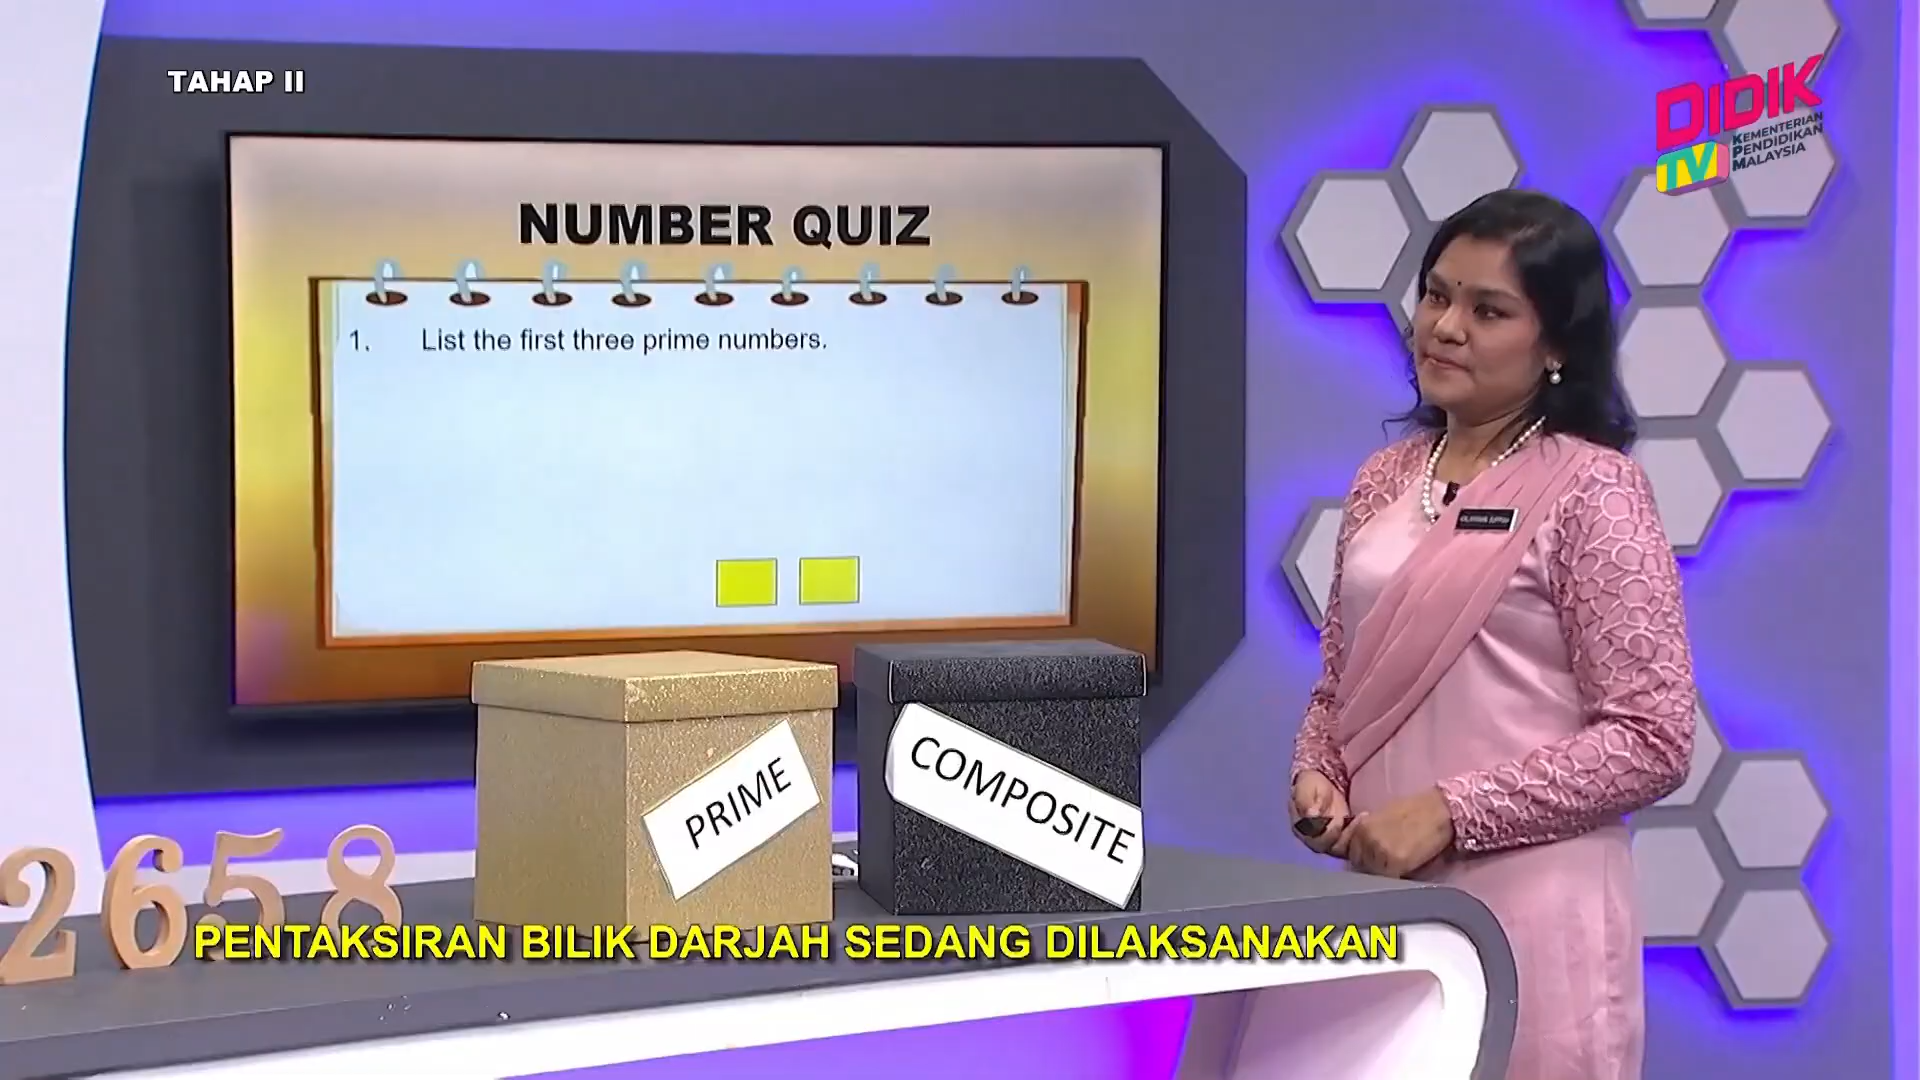 TAHAP II
DIDIK
TV
KEMENTERIAN
PENDIDIKAN
MALAYSIA
NUMBER QUIZ
1. List the first three prime numbers.
PRIME
COMPOSITE
2658
PENTAKSIRAN BILIK DARJAH SEDANG DILAKSANAKAN